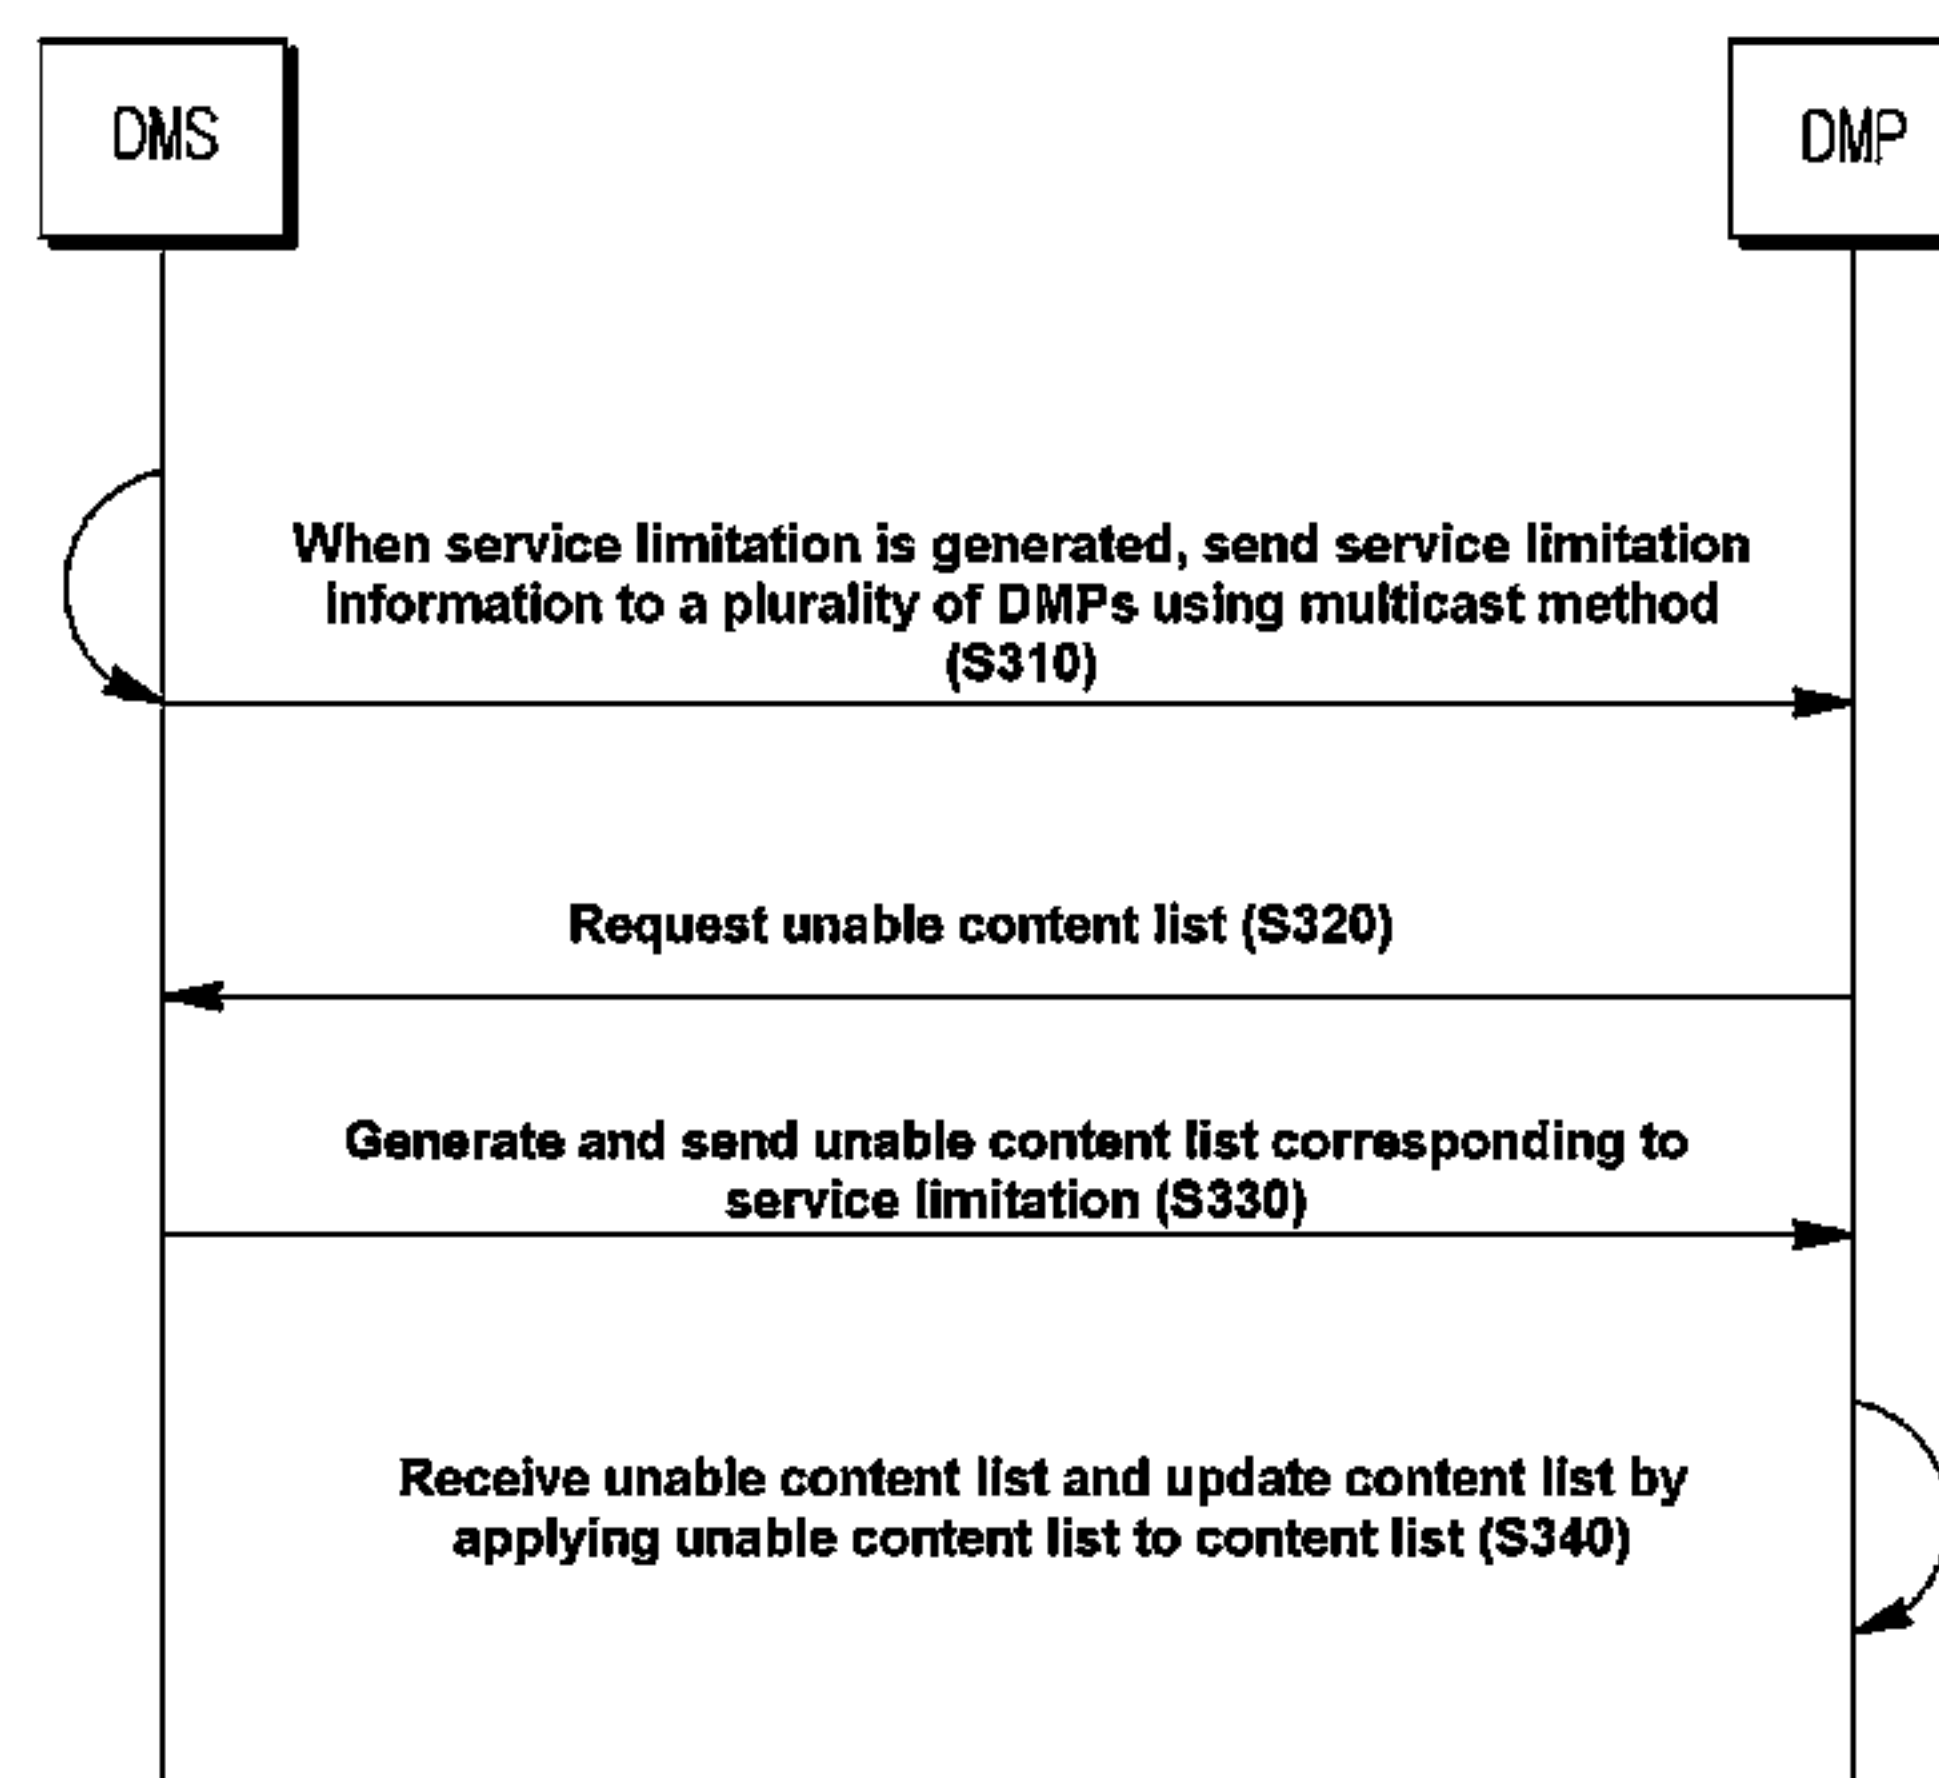 DMS
DMP
When service limitation is generated, send service limitation
information to a plurality of DMPs using multicast method
(S310)
Request unable content list (S320)
Generate and send unable content list corresponding to
service limitation (S330)
Receive unable content list and update content list by
applying unable content list to content list (S340)